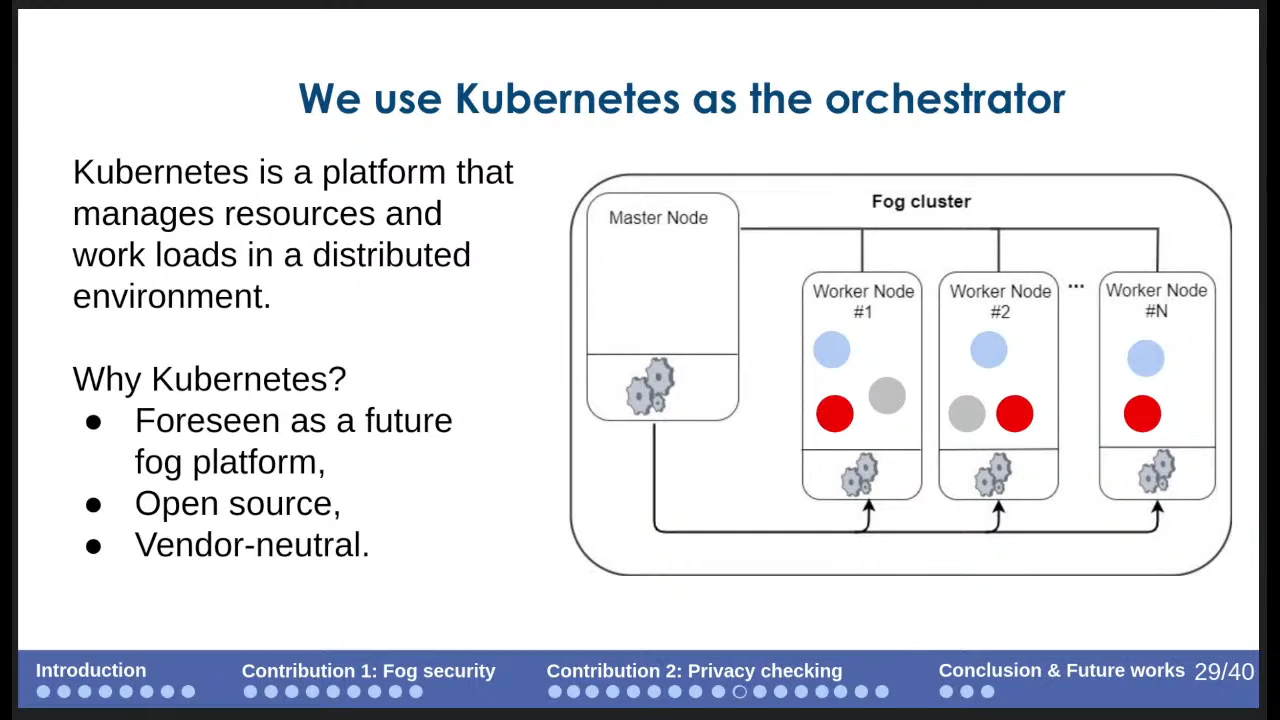 We use Kubernetes as the orchestrator
Kubernetes is a platform that
manages resources and
work loads in a distributed
environment.
Why Kubernetes?
● Foreseen as a future
fog platform,
● Open source,
● Vendor-neutral.
Fog cluster
Master Node
Worker Node
#1
Worker Node
#2
...
Worker Node
#N
Introduction
Contribution 1: Fog security
Contribution 2: Privacy checking
Conclusion & Future works
29/40